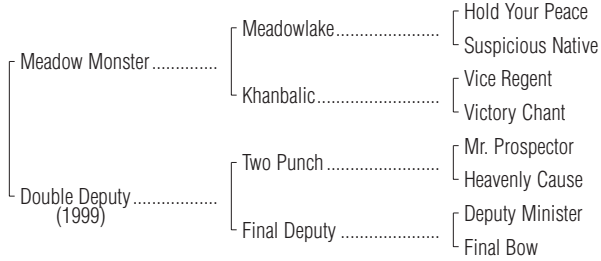 Hold Your Peace
Meadowlake......................
Suspicious Native
Meadow Monster..............
Vice Regent
Khanbalic..........................
Victory Chant
Mr. Prospector
Two Punch........................
Heavenly Cause
Double Deputy..................
(1999)
Deputy Minister
Final Deputy .....................
Final Bow